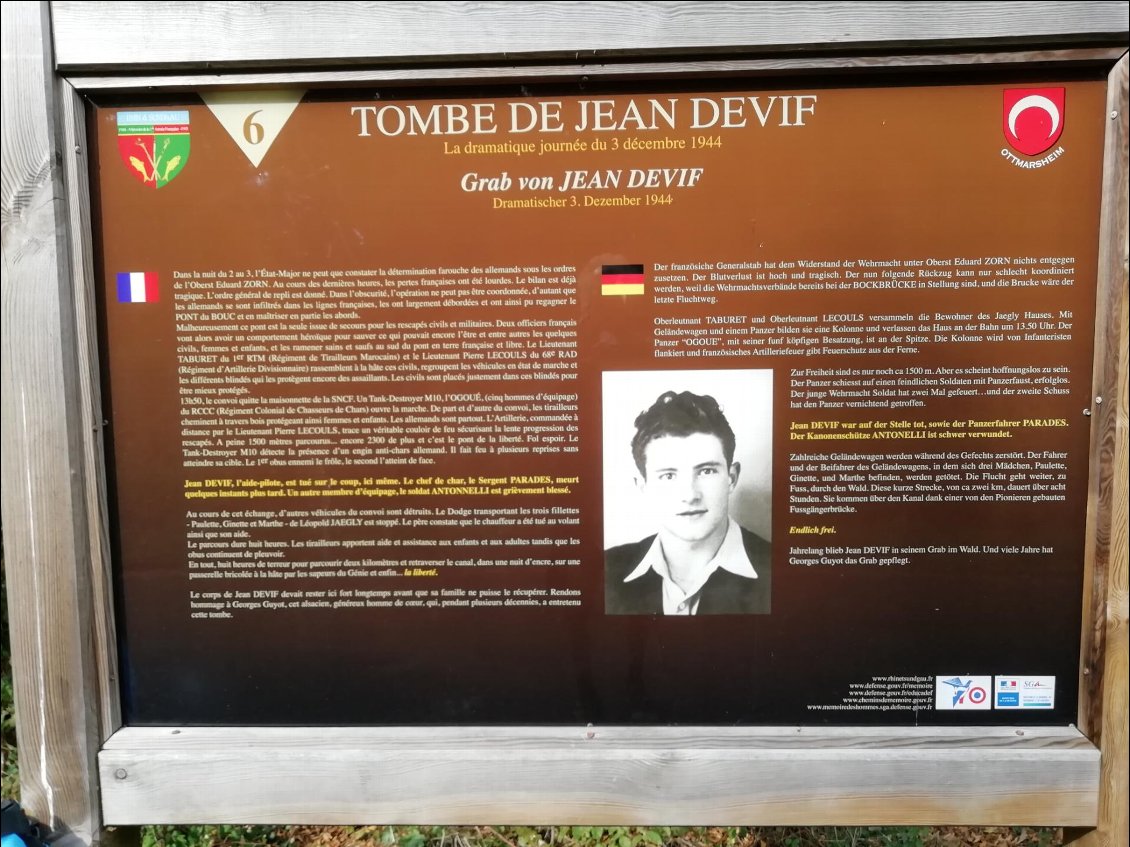 6
TOMBE DE JEAN DEVIF
La dramatique journée du 3 décembre 1944
Grab von JEAN DEVIF
Dramatischer 3. Dezember 1944
OTTMARSHEIM
Dans la nuit du 2 au 3, l'État-Major ne peut que constater la détermination farouche des allemands sous les ordres
de l'Oberst Eduard ZORN. Au cours des dernières heures, les pertes françaises ont été lourdes. Le bilan est déjà
tragique. L'ordre général de repli est donné. Dans l'obscurité, l'opération ne peut pas être coordonnée, d'autant que
les allemands se sont infiltrés dans les lignes françaises, les ont largement débordées et ont ainsi pu regagner le
PONT du BOUC et en maîtriser en partie les abords.
Malheureusement ce pont est la seule issue de secours pour les rescapés civils et militaires. Deux officiers français
vont alors avoir un comportement héroïque pour sauver ce qui pouvait encore l'être et entre autres les quelques
civils, femmes et enfants, et les ramener sains et saufs au sud du pont en terre française et libre. Le Lieutenant
TABURET du 1er RTM (Régiment de Tirailleurs Marocains) et le Lieutenant Pierre LECOULS du 68e RAD
(Régiment d'Artillerie Divisionnaire) rassemblent à la hâte ces civils, regroupent les véhicules en état de marche et
les différents blindés qui les protègent encore des assaillants. Les civils sont placés justement dans ces blindés pour
être mieux protégés.
13h50, le convoi quitte la maisonnette de la SNCF. Un Tank-Destroyer M10, l'OGOUÉ, (cinq hommes d'équipage)
du RCCC (Régiment Colonial de Chasseurs de Chars) ouvre la marche. De part et d'autre du convoi, les tirailleurs
cheminent à travers bois protégeant ainsi femmes et enfants. Les allemands sont partout. L'Artillerie, commandée à
distance par le Lieutenant Pierre LECOULS, trace un véritable couloir de feu sécurisant la lente progression des
rescapés. A peine 1500 mètres parcourus... encore 2300 de plus et c'est le pont de la liberté. Fol espoir. Le
Tank-Destroyer M10 détecte la présence d'un engin anti-chars allemand. Il fait feu à plusieurs reprises sans
atteindre sa cible. Le 1er obus ennemi le frôle, le second l'atteint de face.
Jean DEVIF, l'aide-pilote, est tué sur le coup, ici même. Le chef de char, le Sergent PARADES, meurt
quelques instants plus tard. Un autre membre d'équipage, le soldat ANTONNELLI est grièvement blessé.
Au cours de cet échange, d'autres véhicules du convoi sont détruits. Le Dodge transportant les trois fillettes
- Paulette, Ginette et Marthe - de Léopold JAEGLY est stoppé. Le père constate que le chauffeur a été tué au volant
ainsi que son aide.
Le parcours dure huit heures. Les tirailleurs apportent aide et assistance aux enfants et aux adultes tandis que les
obus continuent de pleuvoir.
En tout, huit heures de terreur pour parcourir deux kilomètres et retraverser le canal, dans une nuit d'encre, sur une
passerelle bricolée à la hâte par les sapeurs du Génie et enfin... la liberté.
Le corps de Jean DEVIF devait rester ici fort longtemps avant que sa famille ne puisse le récupérer. Rendons
hommage à Georges Guyot, cet alsacien, généreux homme de cœur, qui, pendant plusieurs décennies, a entretenu
cette tombe.
Der französiche Generalstab hat dem Widerstand der Wehrmacht unter Oberst Eduard ZORN nichts entgegen
zusetzen. Der Blutverlist ist hoch und tragisch. Der nun folgende Rückzug kann nur schlecht koordiniert
werden, weil die Wehrmachtsverbände bereits bei der BOCKBRÜCKE in Stellung sind, und die Brucke wäre der
letzte Fluchtweg.
Oberleutnant TABURET und Oberleutnant LECOULS versammeln die Bewohner des Jaegly Hauses. Mit
Geländewagen und einem Panzer bilden sie eine Kolonne und verlassen das Haus an der Bahn um 13.50 Uhr. Der
Panzer "OGOUE", mit seiner funf köpfigen Besatzung, ist an der Spitze. Die Kolonne wird von Infanteristen
flankiert und französisches Artilleriefeuer gibt Feuerschutz aus der Ferne.
Zur Freiheit sind es nur noch ca 1500 m. Aber es scheint hoffnungslos zu sein.
Der Panzer schiesst auf einen feindlichen Soldaten mit Panzerfaust, erfolglos.
Der junge Wehrmacht Soldat hat zwei Mal gefeuert…und der zweite Schuss
hat den Panzer vernichtend getroffen.
Jean DEVIF war auf der Stelle tot, sowie der Panzerfahrer PARADES.
Der Kanonenschütze ANTONELLI ist schwer verwundet.
Zahlreiche Geländewagen werden während des Gefechts zerstört. Der Fahrer
und der Beifahrer des Geländewagens, in dem sich drei Mädchen, Paulette,
Ginette, und Marthe befinden, werden getötet. Die Flucht geht weiter, zu
Fuss, durch den Wald. Diese kurze Strecke, von ca zwei km, dauert über acht
Stunden. Sie kommen über den Kanal dank einer von den Pionieren gebauten
Fussgängerbrücke.
Endlich frei.
Jahrelang blieb Jean DEVIF in seinem Grab im Wald. Und viele Jahre hat
Georges Guyot das Grab gepflegt.
www.rhinetsundgau.fr
www.defense.gouv.fr/memoire
www.defense.gouv.fr/educadef
www.cheminsdememoire.gouv.fr
www.memoiredeshommes.sga.defense.gouv.fr
70
SGA